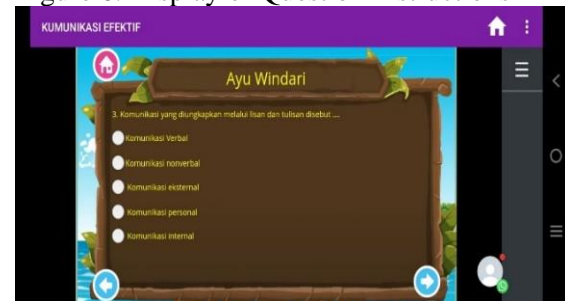 KUMUNIKASI EFEKTIF
Ayu Windari
3. Komunikasi yang diungkapkan melalui lisan dan tulisan disebut ....
Komunikasi Verbal
Komunikasi nonverbal
Komunikasi eksternal
Komunikasi personal
Komunikasi internal